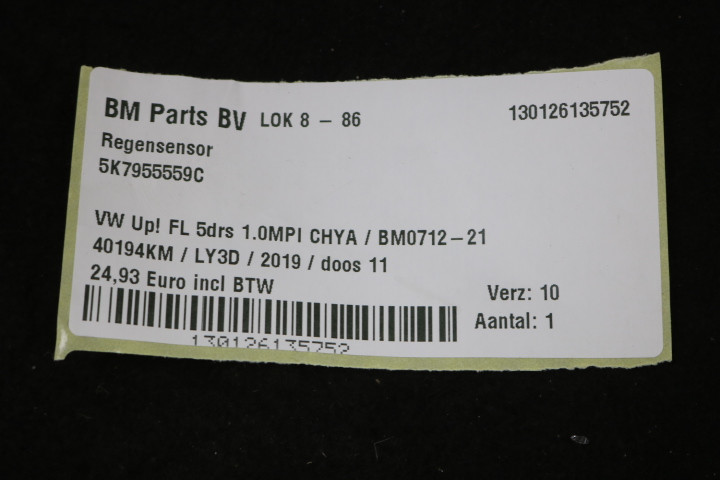 BM Parts BV LOK 8 - 86 130126135752
Regensensor
5K7955559C
VW Up! FL 5drs 1.0MPI CHYA / BM0712-21
40194KM / LY3D / 2019 / doos 11
24,93 Euro incl BTW
Verz: 10
Aantal: 1
130126135752